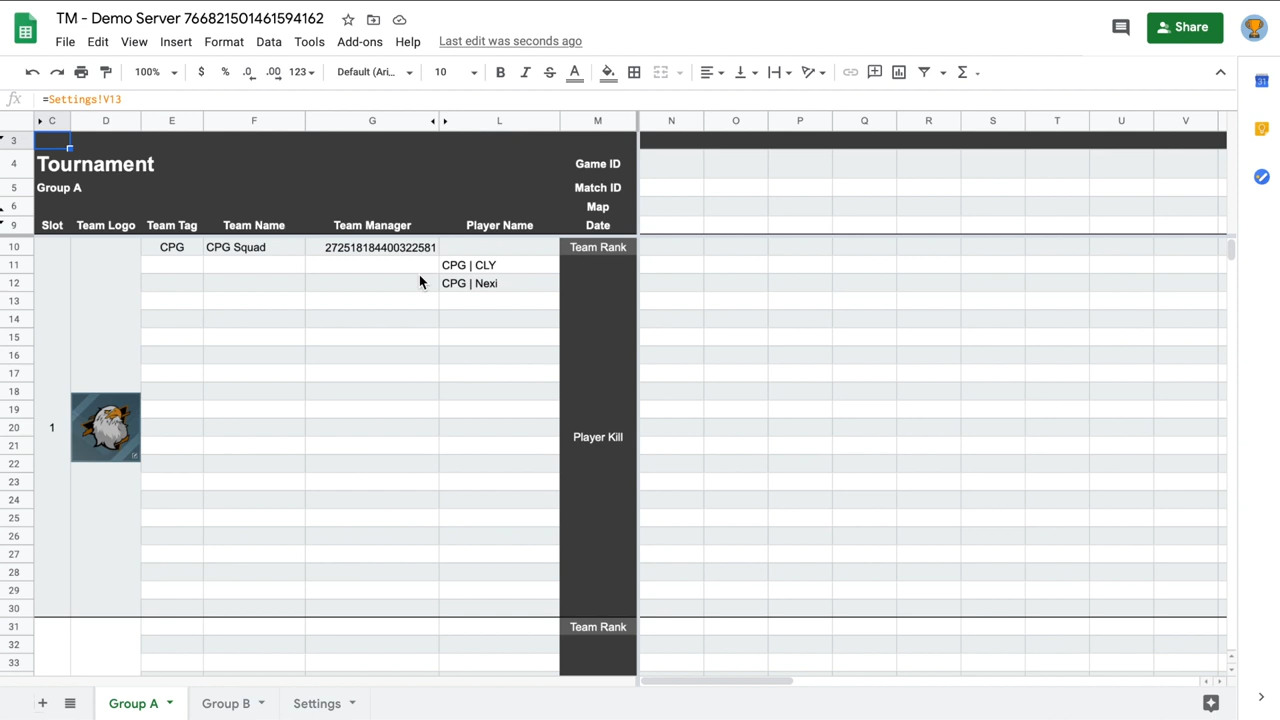 TM - Demo Server 766821501461594162
File Edit View Insert Format Data Tools Add-ons Help Last edit was seconds ago
Share
100% $ % .0 .00 123 Default (Ari... 10 B I S A
fx =Settings!V13
C D E F G L M N O P Q R S T U V
3
4 Tournament Game ID
5 Group A Match ID
6 Map
9 Slot Team Logo Team Tag Team Name Team Manager Player Name Date
10 CPG CPG Squad 272518184400322581 Team Rank
11 CPG | CLY
12 CPG | Nexi
13
14
15
16
17
18
19
20 1 Player Kill
21
22
23
24
25
26
27
28
29
30
31 Team Rank
32
33
Group A Group B Settings
31